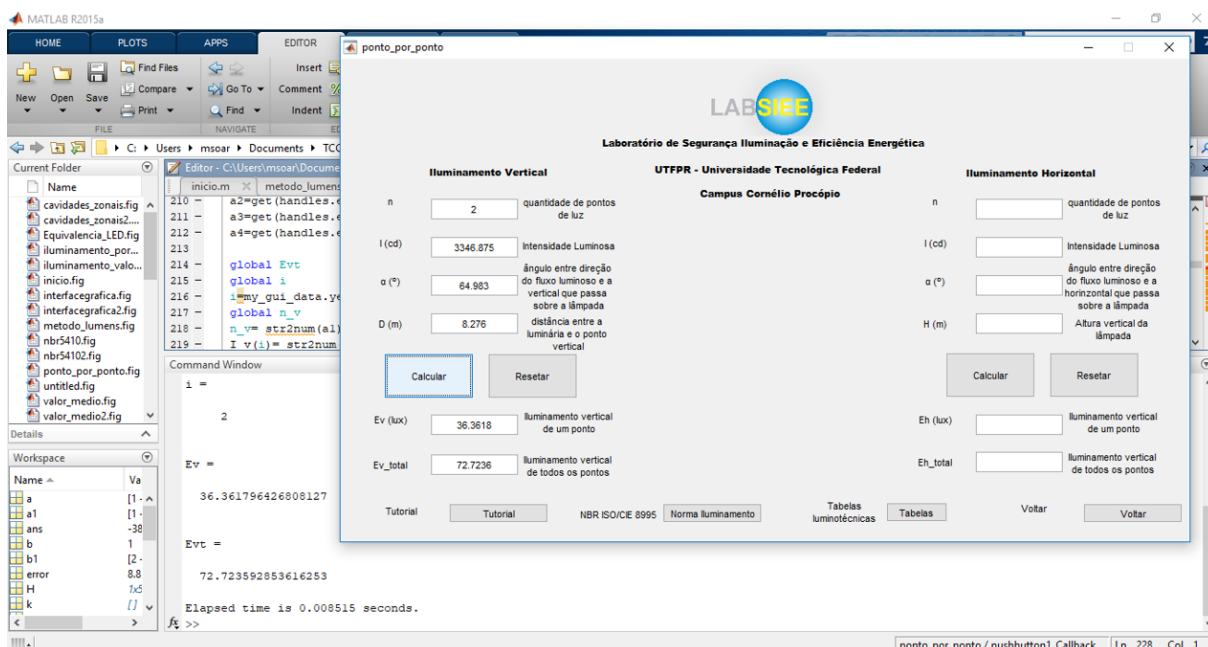 MATLAB R2015a
HOME PLOTS APPS EDITOR
New Open Save
Find Files
Compare
Print
Go To
Find
Insert
Comment
Indent
FILE NAVIGATE
C: Users msoar Documents
Current Folder
Name
cavidades_zonais.fig
cavidades_zonais2....
Equivalencia_LED.fig
iluminamento_por...
iluminamento_valo...
inicio.fig
interfacegrafica.fig
interfacegrafica2.fig
metodo_lumens.fig
nbr5410.fig
nbr54102.fig
ponto_por_ponto.fig
untitled.fig
valor_medio.fig
valor_medio2.fig
Details
Workspace
Name Va
a [1
a1 [1
ans -38
b 1
b1 [2
error 8.8
H 1x5
k []
Editor - C:\Users\msoar\Docume
inicio.m metodo_lumens
210 - a2=get(handles.e
211 - a3=get(handles.e
212 - a4=get(handles.e
213
214 - global Evt
215 - global i
216 - i=my_gui_data.ye
217 - global n_v
218 - n_v= str2num(a1)
219 - I_v(i)= str2num
Command Window
i =
2
Ev =
36.361796426808127
Evt =
72.723592853616253
Elapsed time is 0.008515 seconds.
fx >>
ponto_por_ponto
LABSIEE
Laboratório de Segurança Iluminação e Eficiência Energética
UTFPR - Universidade Tecnológica Federal
Campus Cornélio Procópio
Iluminamento Vertical
n 2 quantidade de pontos
de luz
I (cd) 3346.875 Intensidade Luminosa
α (º) 64.983 ângulo entre direção
do fluxo luminoso e a
vertical que passa
sobre a lâmpada
D (m) 8.276 distância entre a
luminária e o ponto
vertical
Calcular Resetar
Ev (lux) 36.3618 Iluminamento vertical
de um ponto
Ev_total 72.7236 Iluminamento vertical
de todos os pontos
Iluminamento Horizontal
n quantidade de pontos
de luz
I (cd) Intensidade Luminosa
α (º) ângulo entre direção
do fluxo luminoso e a
horinzontal que passa
sobre a lâmpada
H (m) Altura vertical da
lâmpada
Calcular Resetar
Eh (lux) Iluminamento vertical
de um ponto
Eh_total Iluminamento vertical
de todos os pontos
Tutorial Tutorial NBR ISO/CIE 8995 Norma Iluminamento Tabelas
luminotécnicas Tabelas Voltar Voltar
ponto_por_ponto / pushbutton1_Callback Ln 228 Col 1